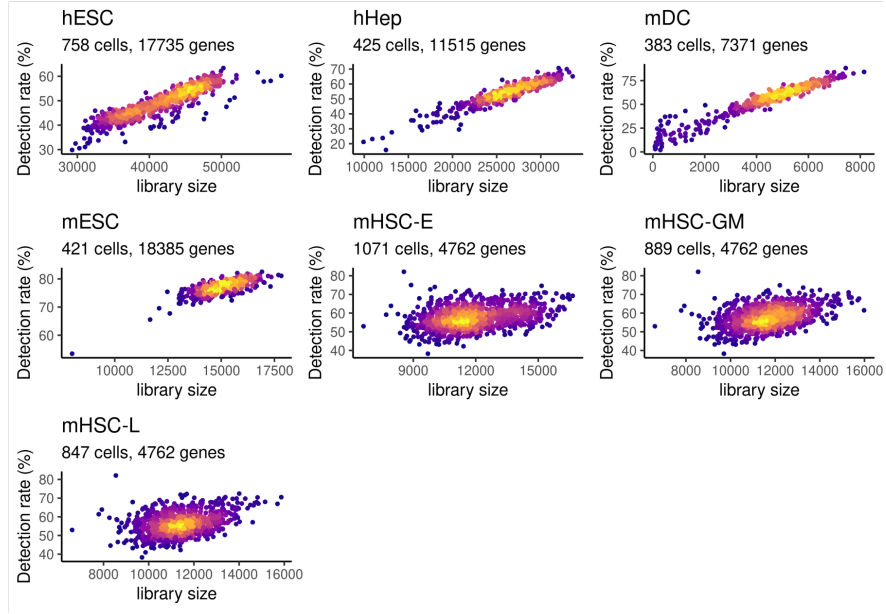 hESC
758 cells, 17735 genes
Detection rate (%)
60
50
40
30
30000 40000 50000
library size
hHep
425 cells, 11515 genes
Detection rate (%)
70
60
50
40
30
20
10000 15000 20000 25000 30000
library size
mDC
383 cells, 7371 genes
Detection rate (%)
75
50
25
0
0 2000 4000 6000 8000
library size
mESC
421 cells, 18385 genes
Detection rate (%)
80
70
60
10000 12500 15000 17500
library size
mHSC-E
1071 cells, 4762 genes
Detection rate (%)
80
70
60
50
40
9000 12000 15000
library size
mHSC-GM
889 cells, 4762 genes
Detection rate (%)
80
70
60
50
40
8000 10000 12000 14000 16000
library size
mHSC-L
847 cells, 4762 genes
Detection rate (%)
80
70
60
50
40
8000 10000 12000 14000 16000
library size